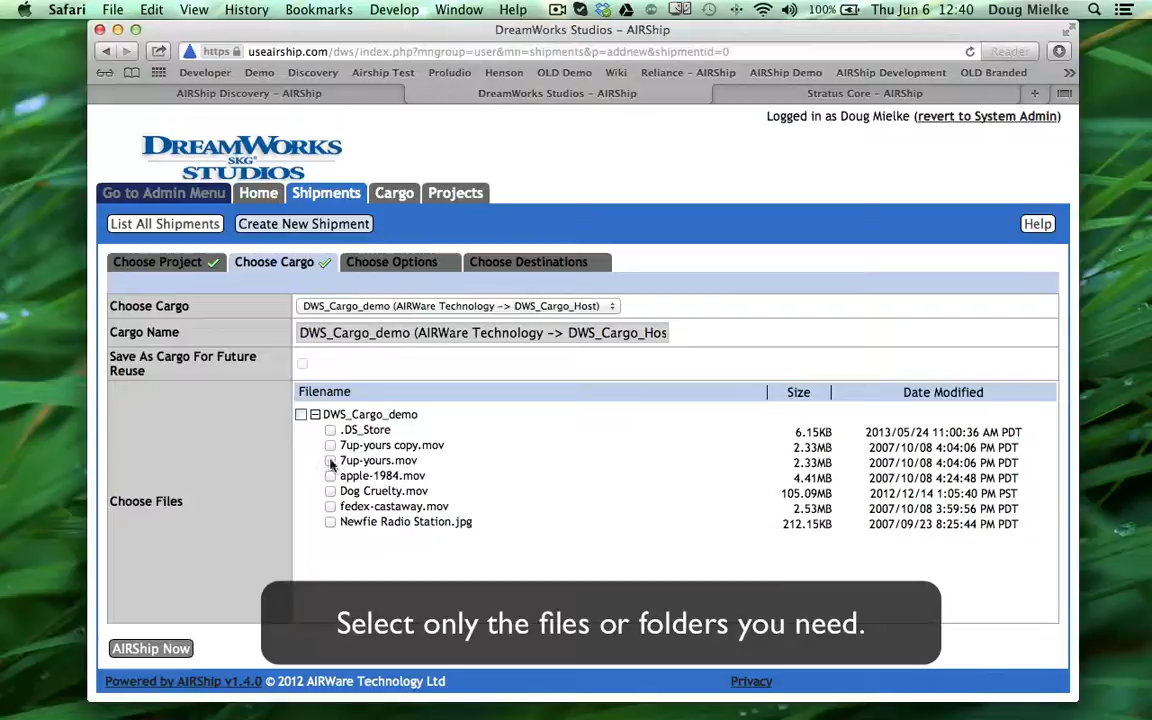 Safari File Edit View History Bookmarks Develop Window Help 100% Thu Jun 6 12:40 Doug Mielke
DreamWorks Studios – AIRShip
https useairship.com/dws/index.php?mngroup=user&mn=shipments&p=addnew&shipmentid=0 Reader
Developer Demo Discovery Airship Test Proludio Henson OLD Demo Wiki Reliance – AIRShip AIRShip Demo AIRShip Development OLD Branded
AIRShip Discovery – AIRShip DreamWorks Studios – AIRShip Stratus Core – AIRShip
Logged in as Doug Mielke (revert to System Admin)
DREAMWORKS
SKG
STUDIOS
Go to Admin Menu Home Shipments Cargo Projects
List All Shipments Create New Shipment Help
Choose Project Choose Cargo Choose Options Choose Destinations
Choose Cargo DWS_Cargo_demo (AIRWare Technology -> DWS_Cargo_Host)
Cargo Name DWS_Cargo_demo (AIRWare Technology -> DWS_Cargo_Hos
Save As Cargo For Future
Reuse
Filename Size Date Modified
DWS_Cargo_demo
.DS_Store 6.15KB 2013/05/24 11:00:36 AM PDT
7up-yours copy.mov 2.33MB 2007/10/08 4:04:06 PM PDT
7up-yours.mov 2.33MB 2007/10/08 4:04:06 PM PDT
apple-1984.mov 4.41MB 2007/10/08 4:24:48 PM PDT
Dog Cruelty.mov 105.09MB 2012/12/14 1:05:40 PM PST
Choose Files
fedex-castaway.mov 2.53MB 2007/10/08 3:59:56 PM PDT
Newfie Radio Station.jpg 212.15KB 2007/09/23 8:25:44 PM PDT
Select only the files or folders you need.
AIRShip Now
Powered by AIRShip v1.4.0 © 2012 AIRWare Technology Ltd Privacy